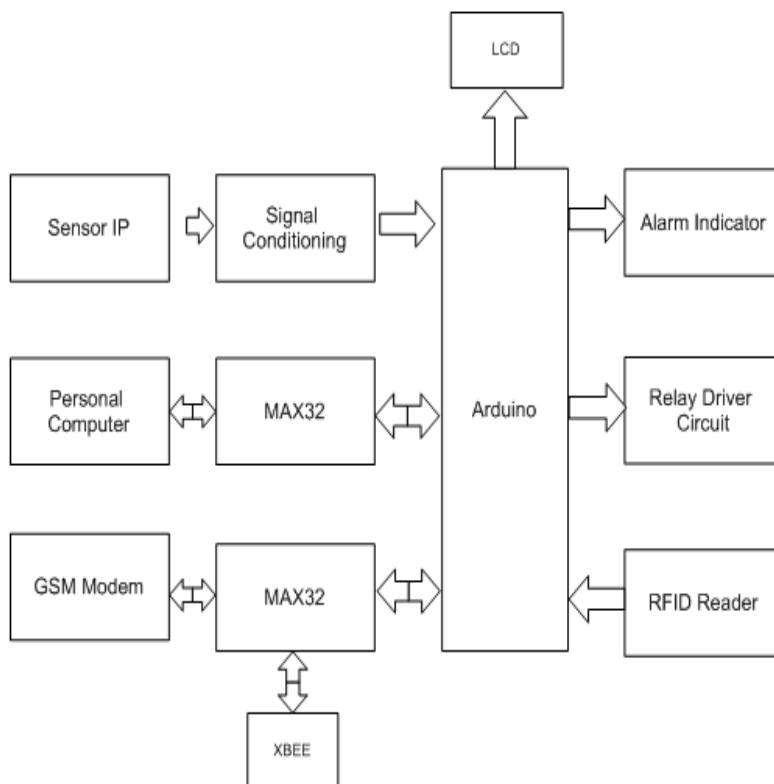 LCD
Sensor IP
Signal
Conditioning
Alarm Indicator
Personal
Computer
MAX32
Arduino
Relay Driver
Circuit
GSM Modem
MAX32
RFID Reader
XBEE